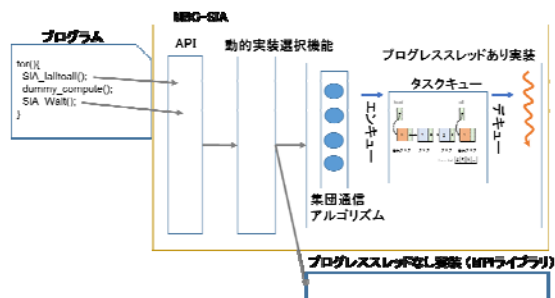 NBC-SIA
プログラム
for(){
SIA_Ialltoall();
dummy_compute();
SIA_Wait();
}
API
動的実装選択機能
プログレススレッドあり実装
タスクキュー
エンキュー
デキュー
集団通信
アルゴリズム
プログレススレッドなし実装 (MPIライブラリ)